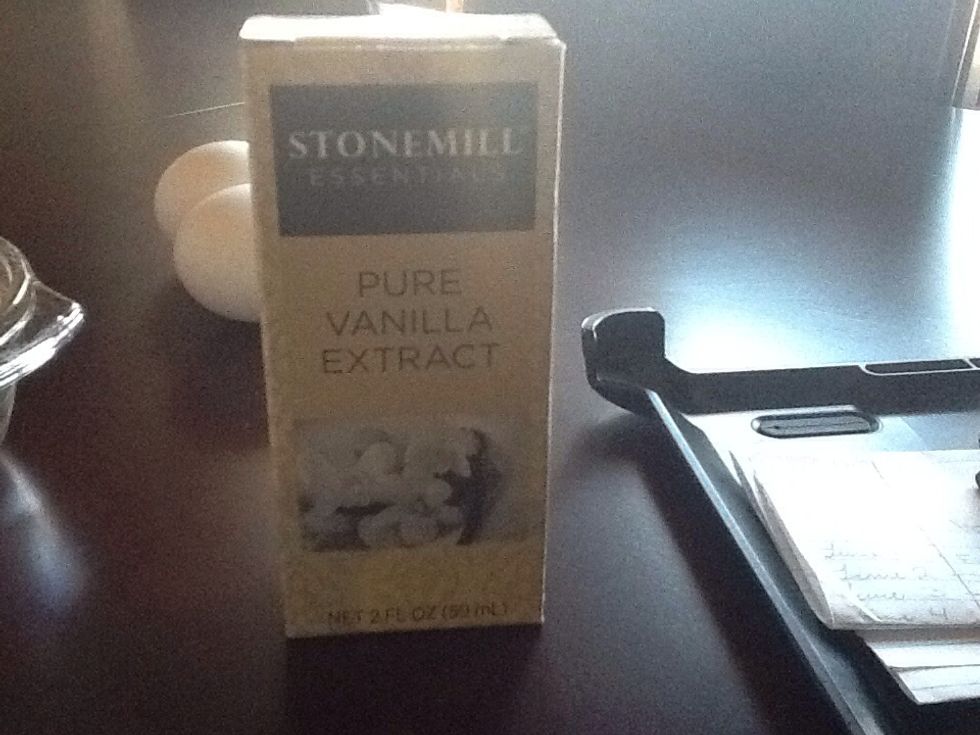 STONEMILL
ESSENTIALS
PURE
VANILLA
EXTRACT
NET 2 FL OZ (59 mL)